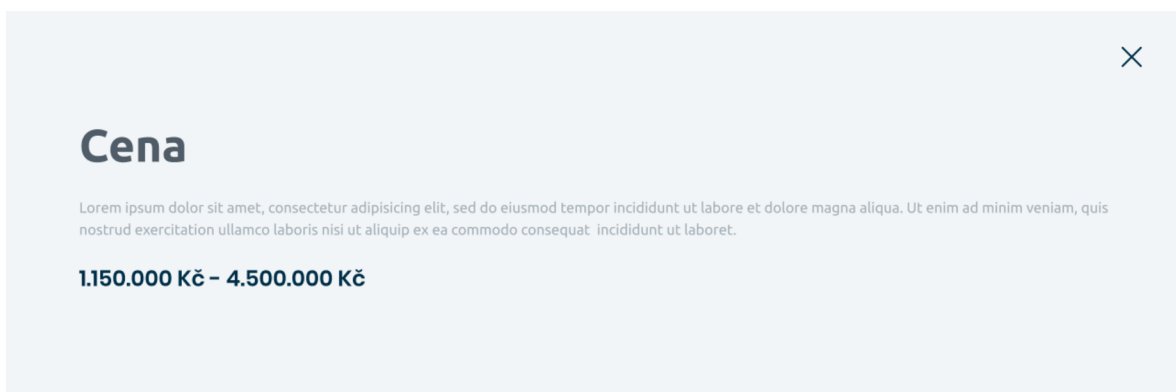 Cena
Lorem ipsum dolor sit amet, consectetur adipisicing elit, sed do eiusmod tempor incididunt ut labore et dolore magna aliqua. Ut enim ad minim veniam, quis
nostrud exercitation ullamco laboris nisi ut aliquip ex ea commodo consequat  incididunt ut laboret.
1.150.000 Kč - 4.500.000 Kč